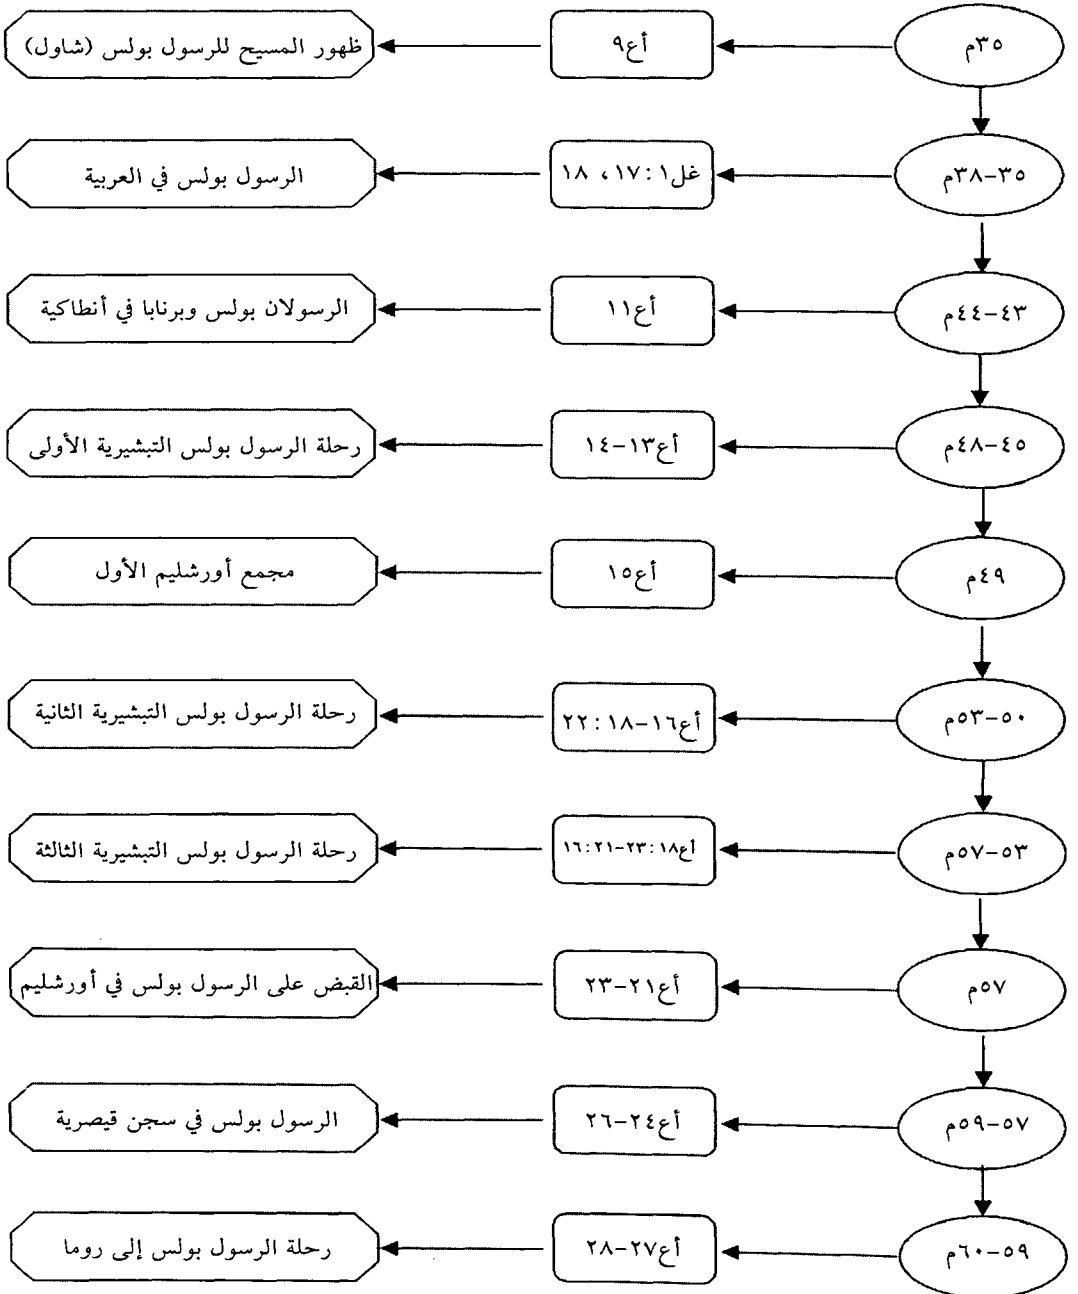 ٣٥م
أع٩
ظهور المسيح للرسول بولس (شاول)
٣٥-٣٨م
غل١: ١٧، ١٨
الرسول بولس في العربية
٤٣-٤٤م
أع١١
الرسولان بولس وبرنابا في أنطاكية
٤٥-٤٨م
أع١٣-١٤
رحلة الرسول بولس التبشيرية الأولى
٤٩م
أع١٥
مجمع أورشليم الأول
٥٠-٥٣م
أع١٦-١٨: ٢٢
رحلة الرسول بولس التبشيرية الثانية
٥٣-٥٧م
أع١٨: ٢٣-٢١: ١٦
رحلة الرسول بولس التبشيرية الثالثة
٥٧م
أع٢١-٢٣
القبض على الرسول بولس في أورشليم
٥٧-٥٩م
أع٢٤-٢٦
الرسول بولس في سجن قيصرية
٥٩-٦٠م
أع٢٧-٢٨
رحلة الرسول بولس إلى روما